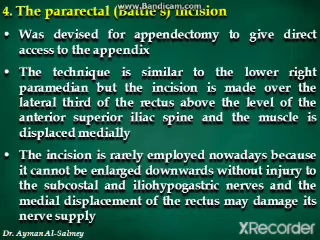 4. The pararectal (Battle's) incision
www.Bandicam.com
• Was devised for appendectomy to give direct
access to the appendix
• The technique is similar to the lower right
paramedian but the incision is made over the
lateral third of the rectus above the level of the
anterior superior iliac spine and the muscle is
displaced medially
• The incision is rarely employed nowadays because
it cannot be enlarged downwards without injury to
the subcostal and iliohypogastric nerves and the
medial displacement of the rectus may damage its
nerve supply
Dr. Ayman Al-Salmey
XRecorder